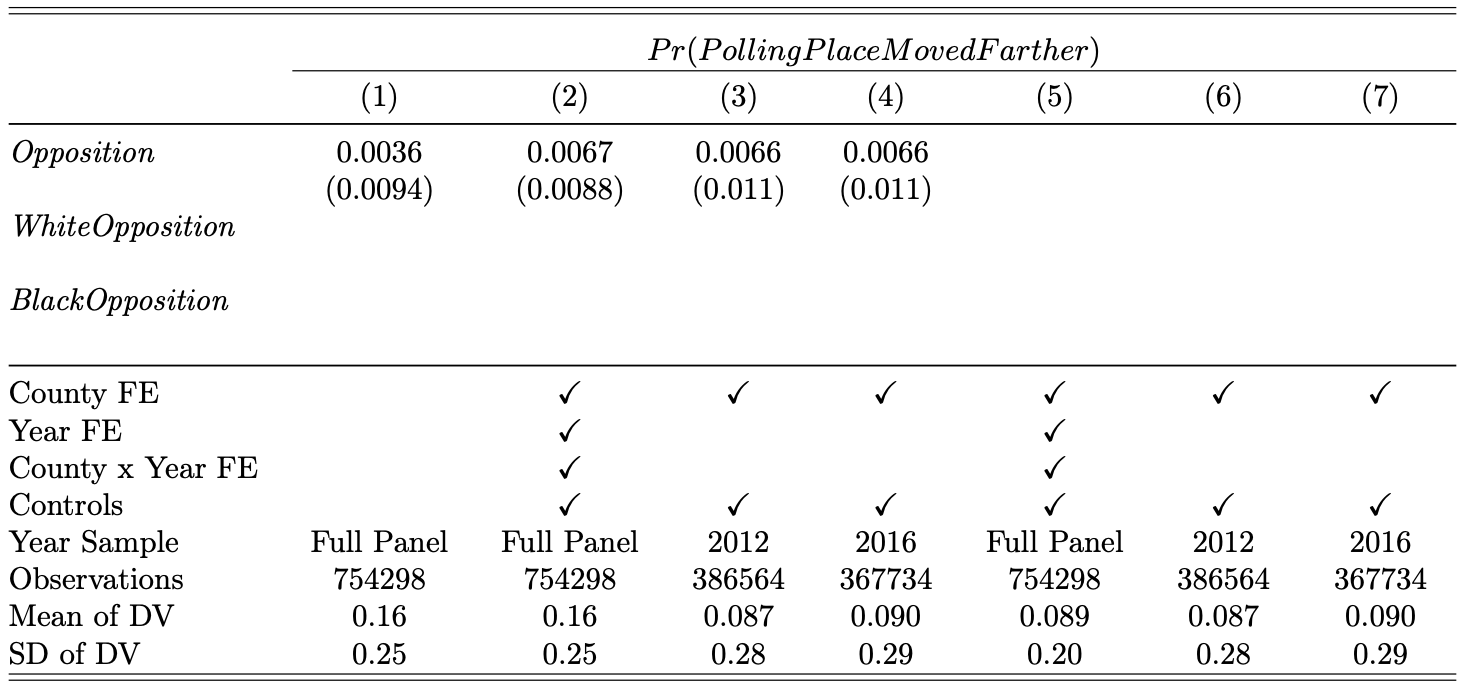 Pr(PollingPlaceMovedFarther)
(1) (2) (3) (4) (5) (6) (7)
Opposition 0.0036 0.0067 0.0066 0.0066
(0.0094) (0.0088) (0.011) (0.011)
WhiteOpposition
BlackOpposition
County FE ✓ ✓ ✓ ✓ ✓ ✓
Year FE ✓ ✓
County x Year FE ✓ ✓
Controls ✓ ✓ ✓ ✓ ✓ ✓
Year Sample Full Panel Full Panel 2012 2016 Full Panel 2012 2016
Observations 754298 754298 386564 367734 754298 386564 367734
Mean of DV 0.16 0.16 0.087 0.090 0.089 0.087 0.090
SD of DV 0.25 0.25 0.28 0.29 0.20 0.28 0.29